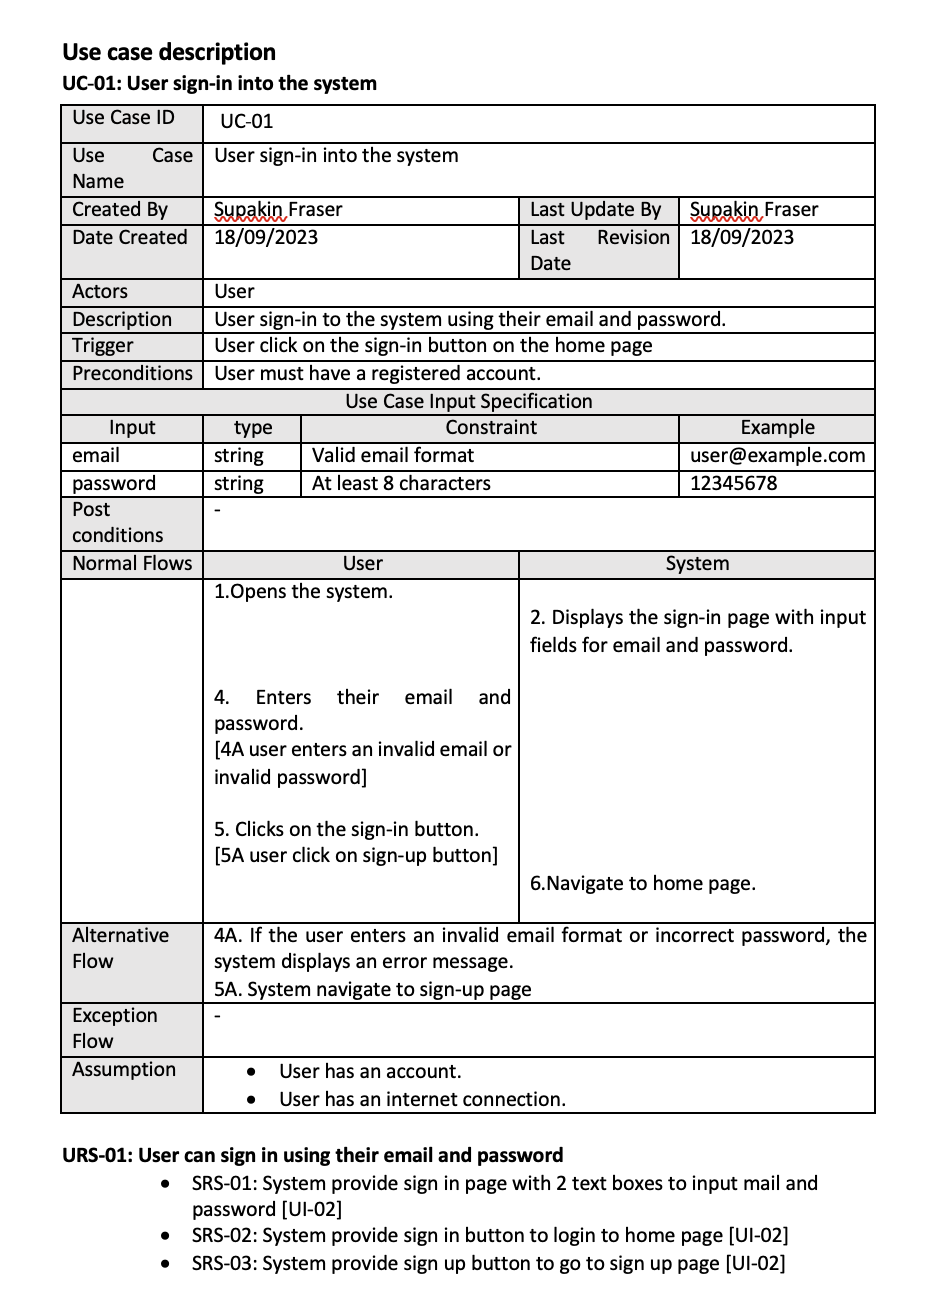 Use case description
UC-01: User sign-in into the system
Use Case ID
UC-01
Use Case
Name
User sign-in into the system
Created By
Supakin Fraser
Last Update By
Supakin Fraser
Date Created
18/09/2023
Last Revision
Date
18/09/2023
Actors
User
Description
User sign-in to the system using their email and password.
Trigger
User click on the sign-in button on the home page
Preconditions
User must have a registered account.
Use Case Input Specification
Input
type
Constraint
Example
email
string
Valid email format
user@example.com
password
string
At least 8 characters
12345678
Post
conditions
-
Normal Flows
User
System
1.Opens the system.
2. Displays the sign-in page with input
fields for email and password.
4. Enters their email and
password.
[4A user enters an invalid email or
invalid password]
5. Clicks on the sign-in button.
[5A user click on sign-up button]
6.Navigate to home page.
Alternative
Flow
4A. If the user enters an invalid email format or incorrect password, the
system displays an error message.
5A. System navigate to sign-up page
Exception
Flow
-
Assumption
• User has an account.
• User has an internet connection.
URS-01: User can sign in using their email and password
• SRS-01: System provide sign in page with 2 text boxes to input mail and
password [UI-02]
• SRS-02: System provide sign in button to login to home page [UI-02]
• SRS-03: System provide sign up button to go to sign up page [UI-02]